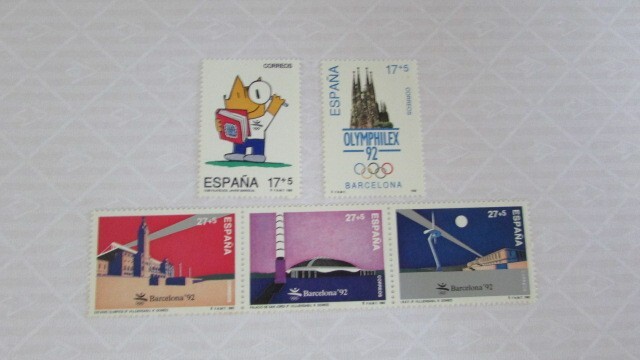 CORREOS
ESPAÑA 17+5
ESPAÑA
17+5
CORREOS
OLYMPHILEX
92
BARCELONA
27+5
ESPAÑA
Barcelona '92
27+5
ESPAÑA
Barcelona '92
CORREOS
27+5
ESPAÑA
Barcelona '92